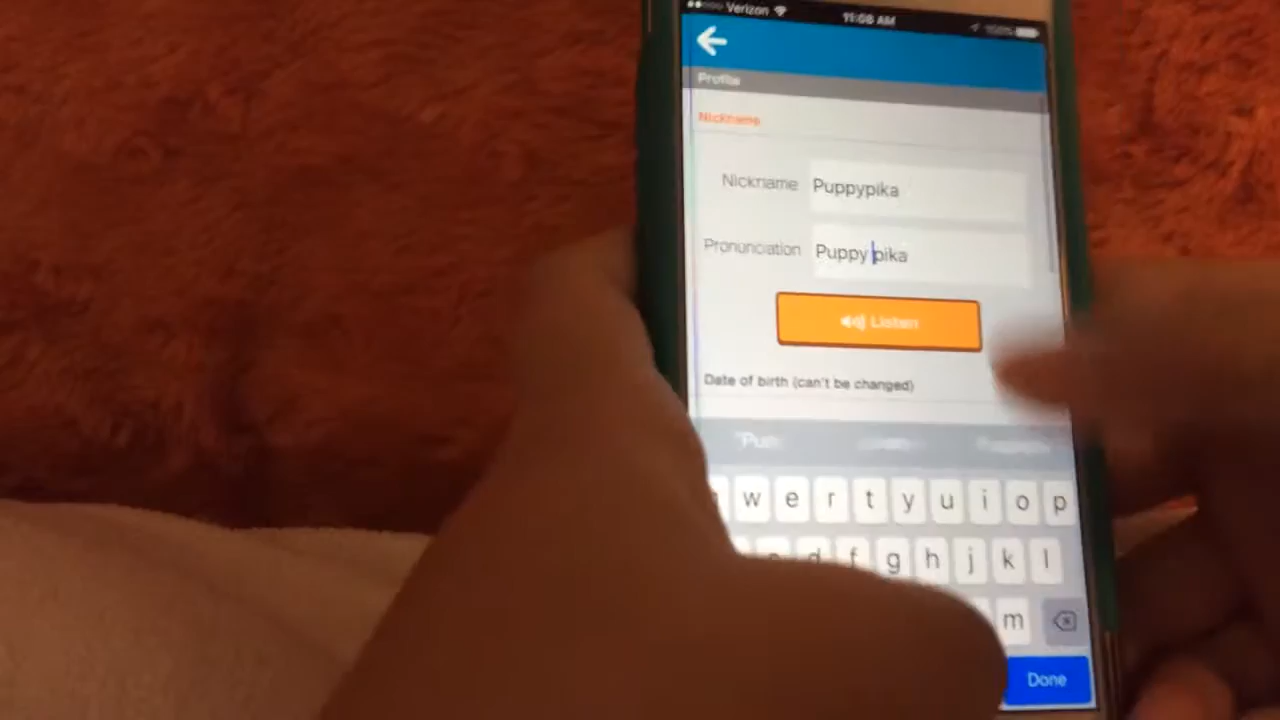 Verizon 11:08 AM 100%
Profile
Nickname
Nickname Puppypika
Pronunciation Puppy pika
Listen
Date of birth (can't be changed)
w e r t y u i o p
d f g h j k l
m
Done